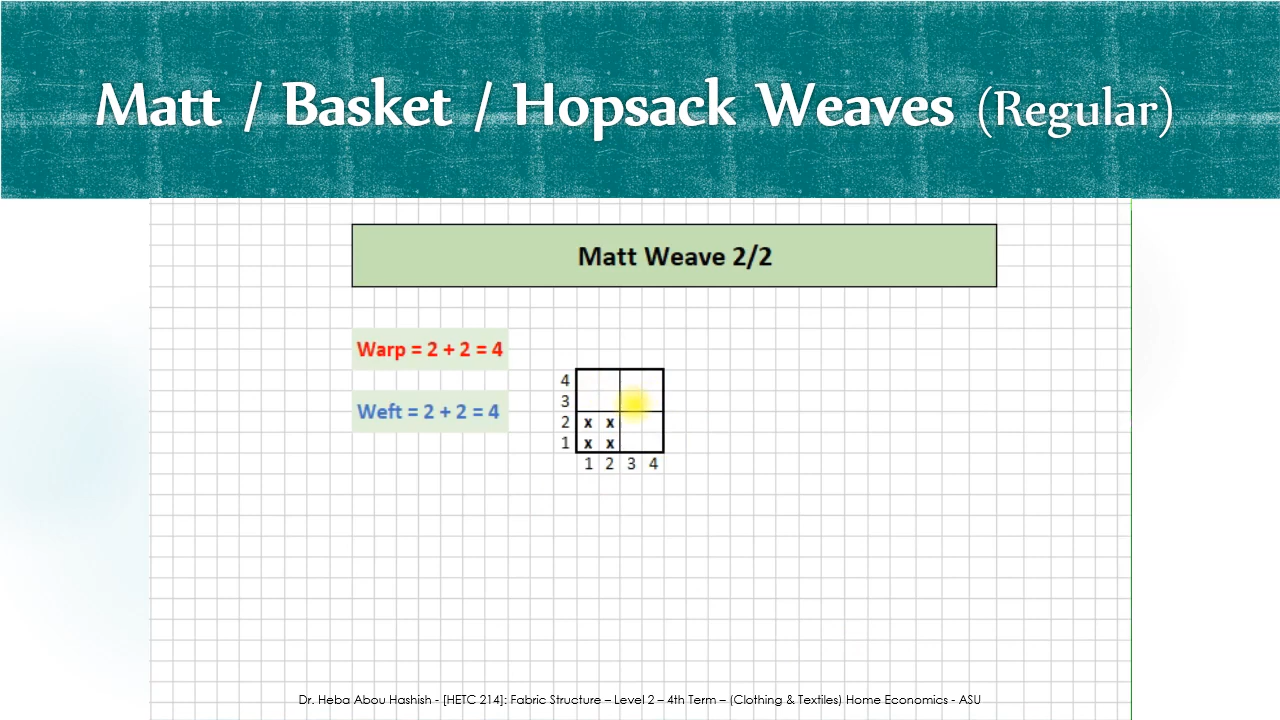 Matt / Basket / Hopsack Weaves (Regular)
Matt Weave 2/2
Warp = 2 + 2 = 4
Weft = 2 + 2 = 4
4
3
2 x x
1 x x
1 2 3 4
Dr. Heba Abou Hashish - [HETC 214]: Fabric Structure – Level 2 – 4th Term – (Clothing & Textiles) Home Economics - ASU